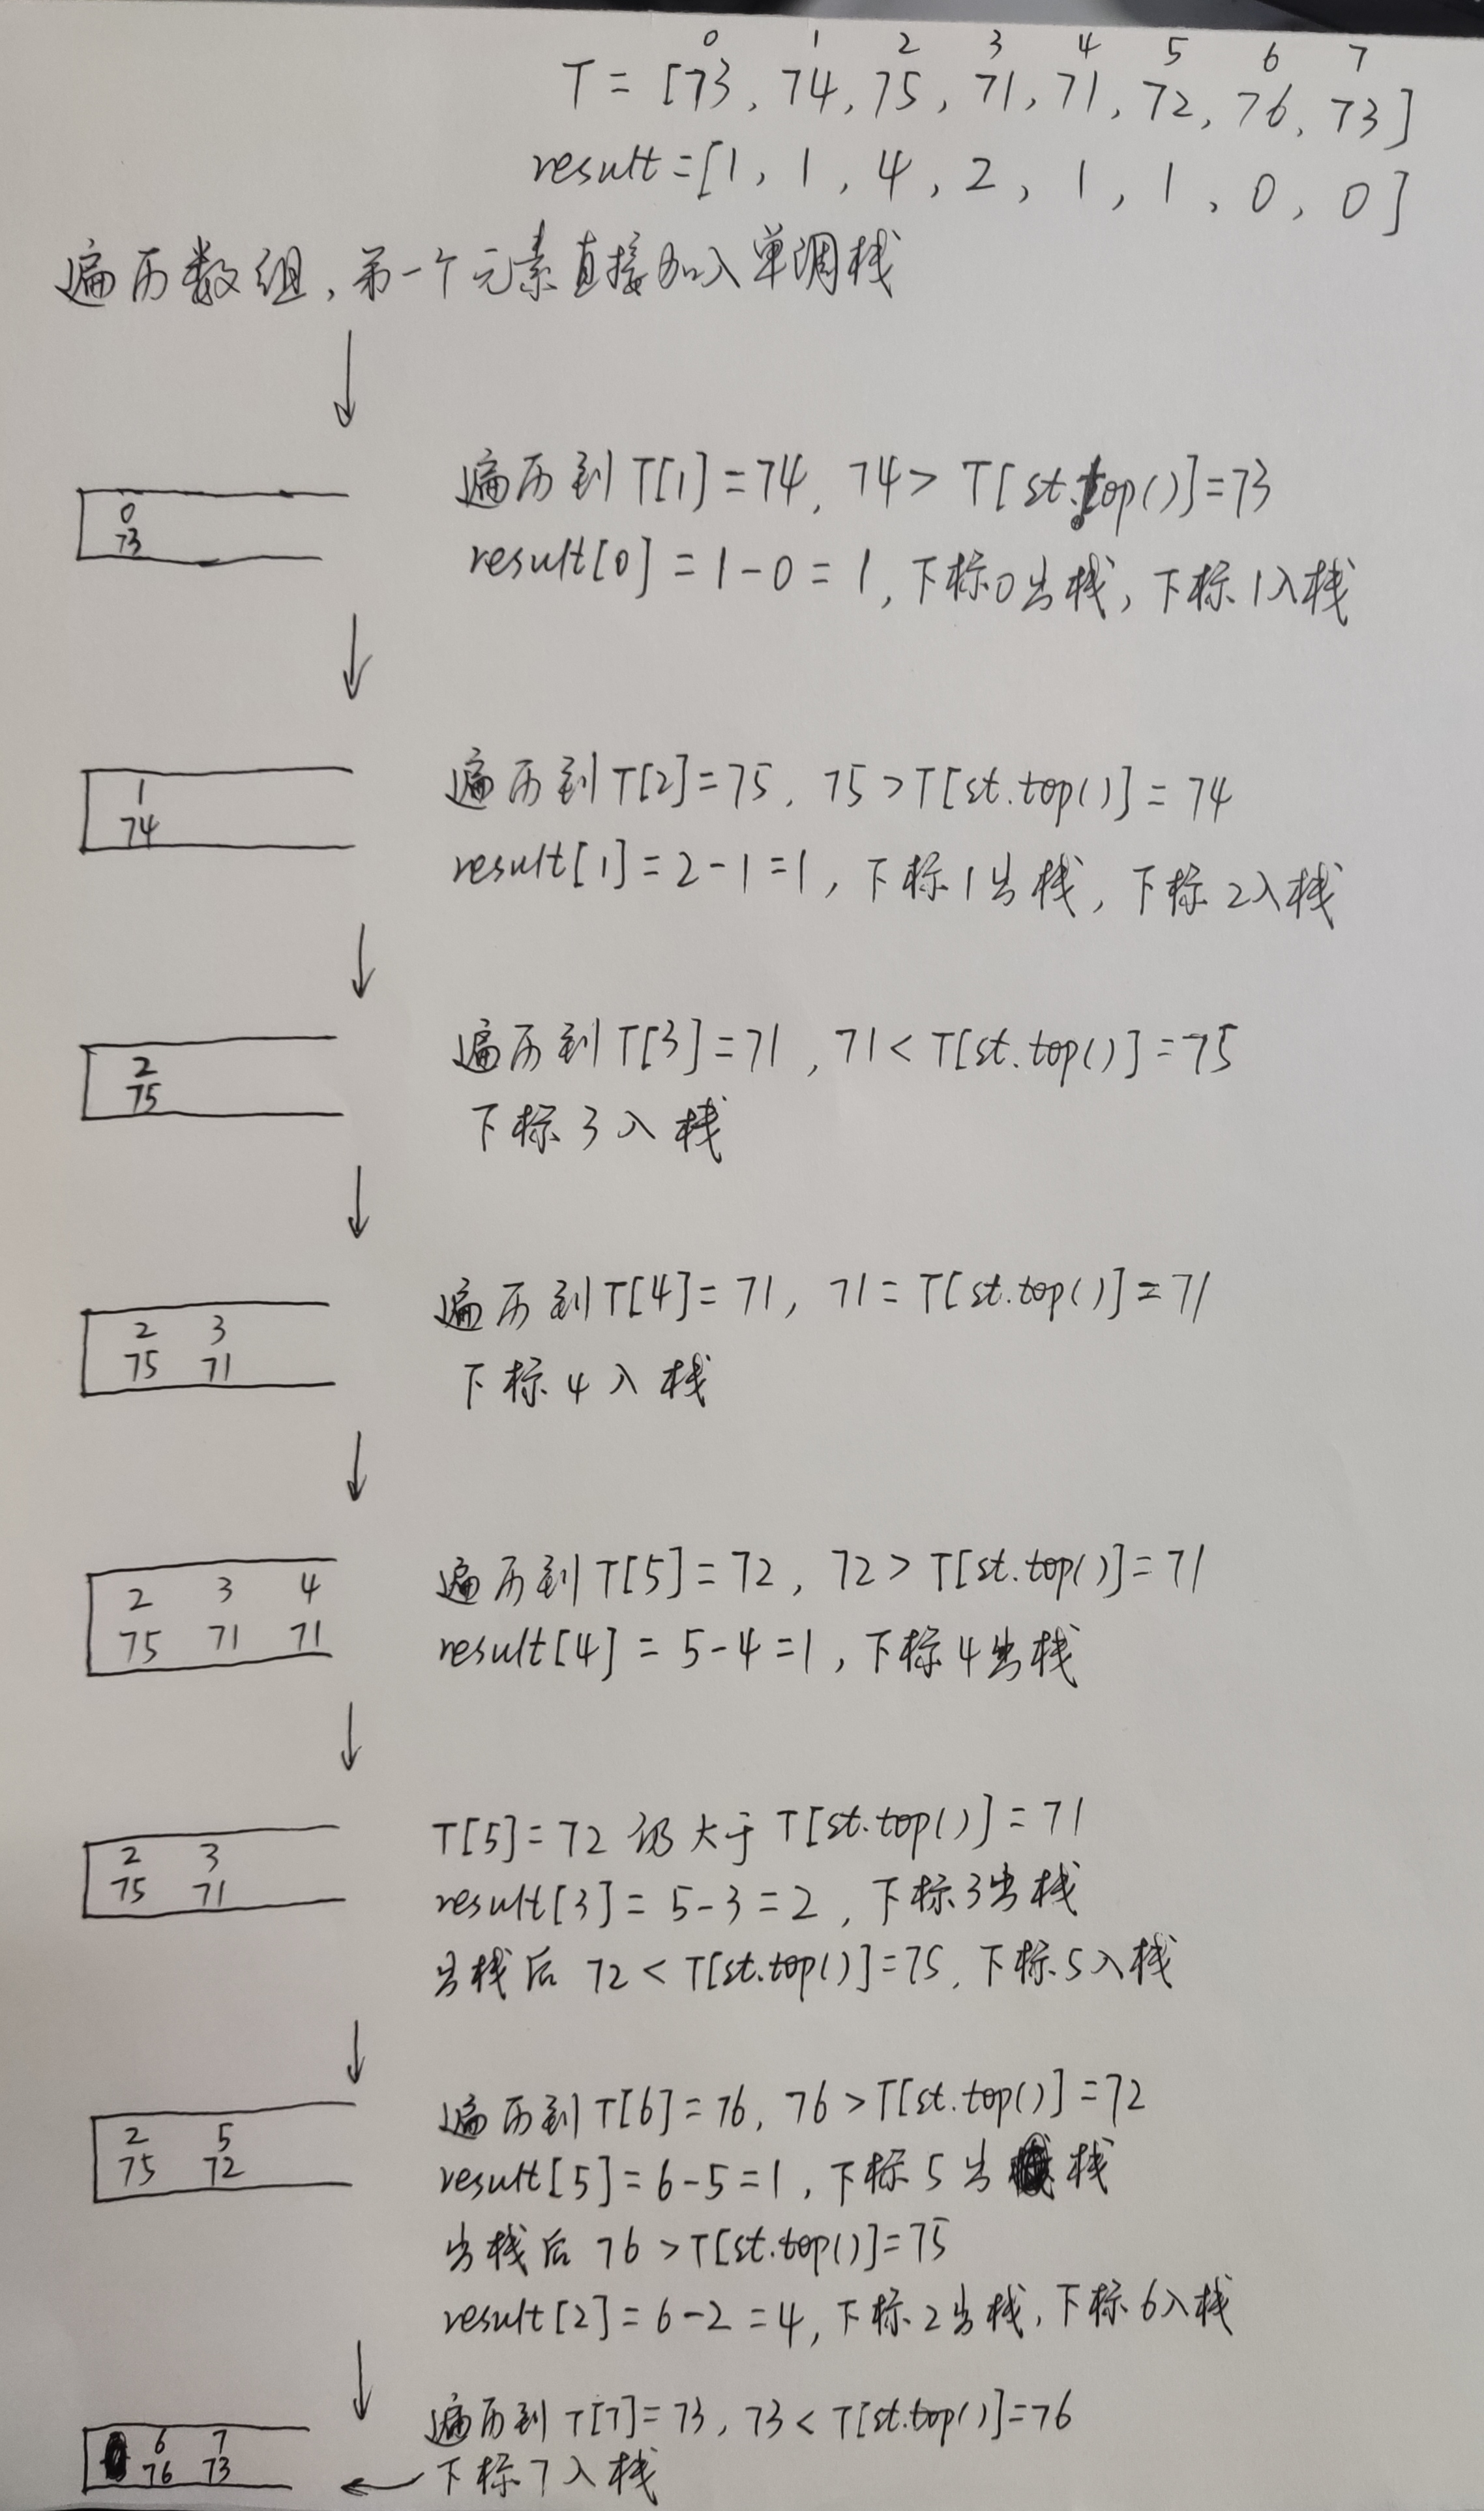 0 1 2 3 4 5 6 7
T = [73, 74, 75, 71, 71, 72, 76, 73]
result=[1, 1, 4, 2, 1, 1, 0, 0]
遍历数组,第一个元素直接加入单调栈
0
73
遍历到T[1]=74, 74> T[st.top()]=73
result[0] = 1-0 = 1,下标0出栈,下标1入栈
1
74
遍历到T[2]=75, 75>T[st.top()] = 74
result[1]=2-1=1,下标1出栈,下标2入栈
2
75
遍历到T[3]=71, 71< T[st.top()]=75
下标3入栈
2 3
75 71
遍历到T[4]=71, 71= T[st.top()]=71
下标4入栈
2 3 4
75 71 71
遍历到T[5]=72, 72> T[st.top()]=71
result[4] = 5-4=1,下标4出栈
2 3
75 71
T[5]=72仍大于T[st.top()]=71
result[3]= 5-3=2,下标3出栈
出栈后 72< T[st.top()]=75,下标5入栈
2 5
75 72
遍历到T[6]=76, 76>T[st.top()]=72
result[5]=6-5=1,下标5出栈
出栈后 76>T[st.top()]=75
result[2]=6-2=4,下标2出栈,下标6入栈
6 7
76 73
遍历到T[7]=73, 73< T[st.top()]=76
下标7入栈